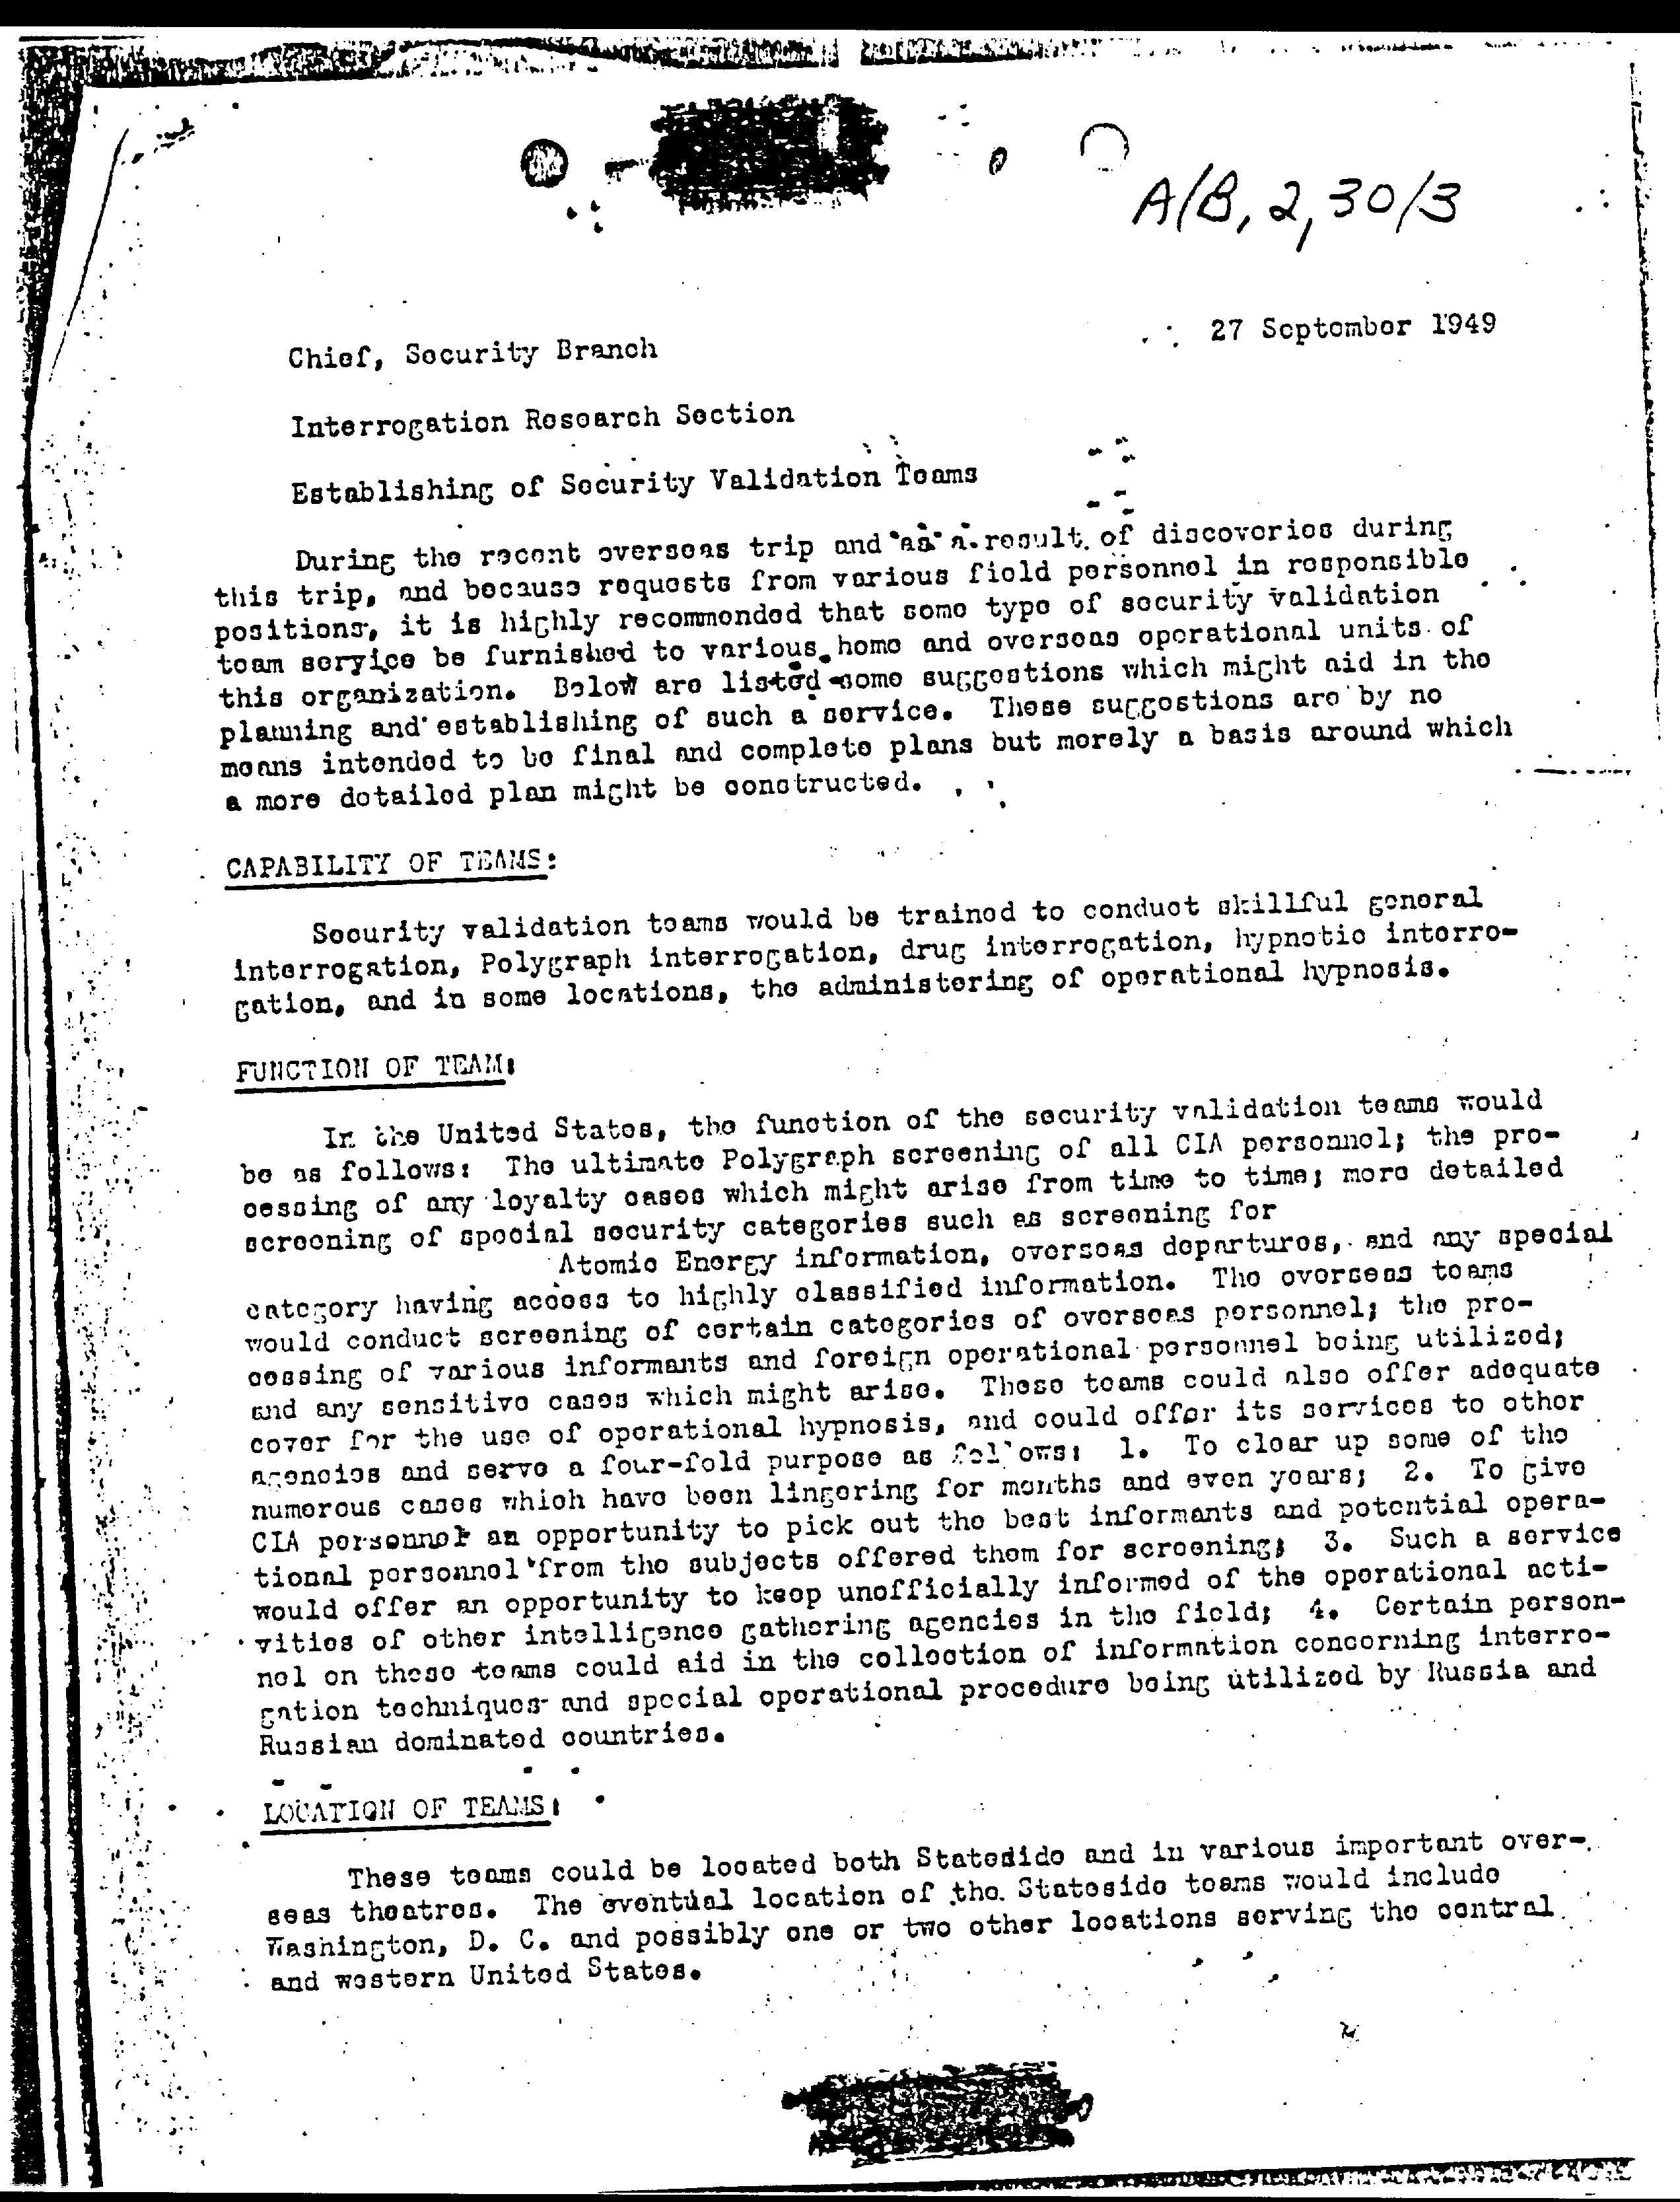 A/B, 2, 30/3
27 September 1949
Chief, Security Branch
Interrogation Research Section
Establishing of Security Validation Teams
During the recent overseas trip and as a result of discoveries during
this trip, and because requests from various field personnel in responsible
positions, it is highly recommended that some type of security validation
team service be furnished to various home and overseas operational units of
this organization. Below are listed some suggestions which might aid in the
planning and establishing of such a service. These suggestions are by no
means intended to be final and complete plans but merely a basis around which
a more detailed plan might be constructed.
CAPABILITY OF TEAMS:
Security validation teams would be trained to conduct skillful general
interrogation, Polygraph interrogation, drug interrogation, hypnotic interro-
gation, and in some locations, the administering of operational hypnosis.
FUNCTION OF TEAM:
In the United States, the function of the security validation teams would
be as follows: The ultimate Polygraph screening of all CIA personnel; the pro-
cessing of any loyalty cases which might arise from time to time; more detailed
screening of special security categories such as screening for
Atomic Energy information, overseas departures, and any special
category having access to highly classified information. The overseas teams
would conduct screening of certain categories of overseas personnel; the pro-
cessing of various informants and foreign operational personnel being utilized;
and any sensitive cases which might arise. These teams could also offer adequate
cover for the use of operational hypnosis, and could offer its services to other
agencies and serve a four-fold purpose as follows: 1. To clear up some of the
numerous cases which have been lingering for months and even years; 2. To give
CIA personnel an opportunity to pick out the best informants and potential opera-
tional personnel from the subjects offered them for screening; 3. Such a service
would offer an opportunity to keep unofficially informed of the operational acti-
vities of other intelligence gathering agencies in the field; 4. Certain person-
nel on these teams could aid in the collection of information concerning interro-
gation techniques and special operational procedure being utilized by Russia and
Russian dominated countries.
LOCATION OF TEAMS:
These teams could be located both Stateside and in various important over-
seas theatres. The eventual location of the Stateside teams would include
Washington, D. C. and possibly one or two other locations serving the central
and western United States.